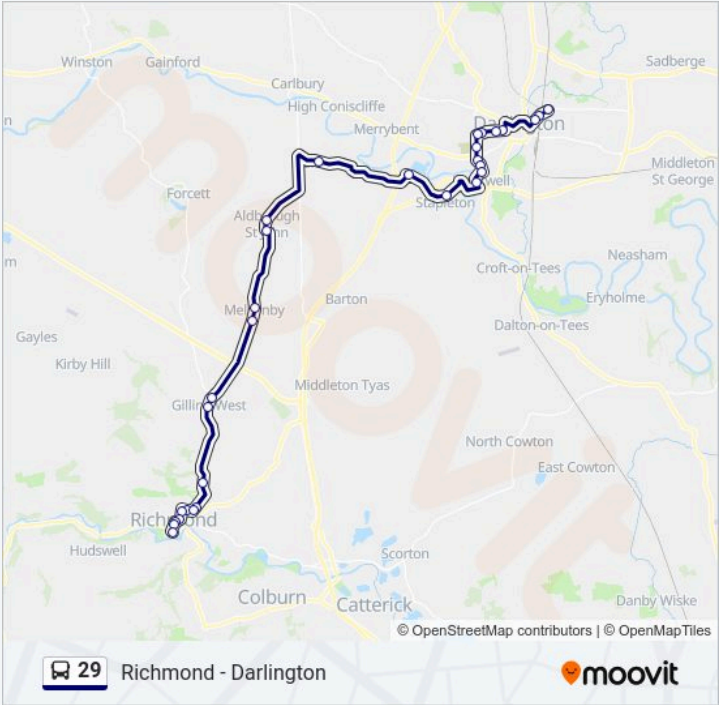 Winston
Gainford
Sadberge
Carlbury
High Coniscliffe
Merrybent
Middleton
St George
Forcett
Stapleton
Neasham
Croft-on-Tees
Eryholme
Barton
Dalton-on-Tees
Gayles
Kirby Hill
Middleton Tyas
North Cowton
East Cowton
Richmond
Hudswell
Scorton
Colburn
Catterick
Danby Wiske
moovit
© OpenStreetMap contributors | © OpenMapTiles
29 Richmond - Darlington
moovit